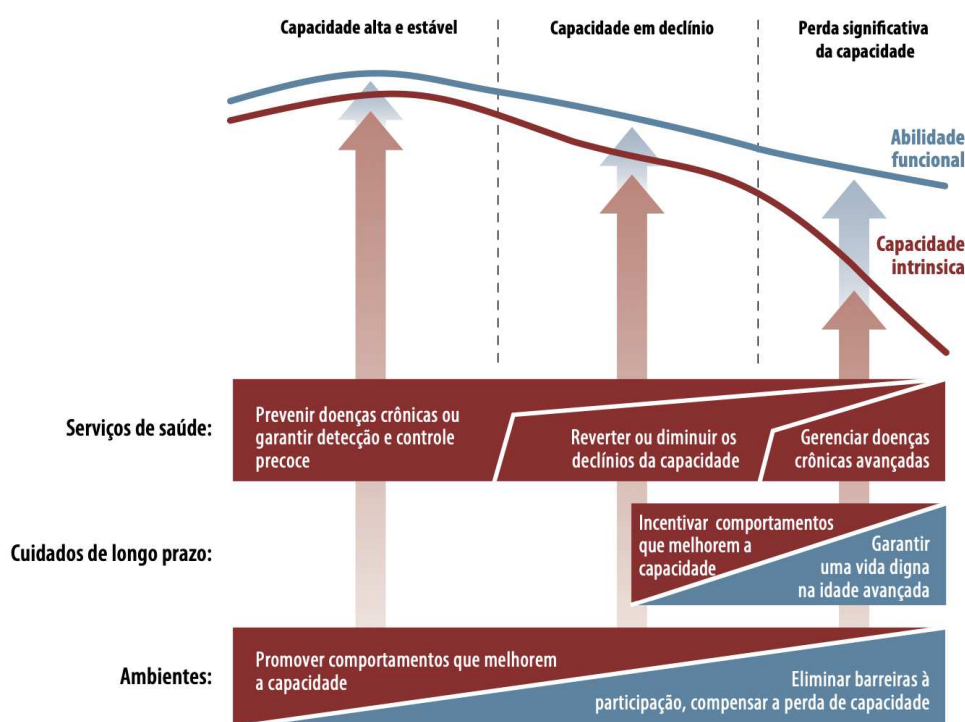 Capacidade alta e estável
Capacidade em declínio
Perda significativa
da capacidade
Abilidade
funcional
Capacidade
intrinsica
Serviços de saúde:
Prevenir doenças crônicas ou
garantir detecção e controle
precoce
Reverter ou diminuir os
declínios da capacidade
Gerenciar doenças
crônicas avançadas
Cuidados de longo prazo:
Incentivar comportamentos
que melhorem a
capacidade
Garantir
uma vida digna
na idade avançada
Ambientes:
Promover comportamentos que melhorem
a capacidade
Eliminar barreiras à
participação, compensar a perda de capacidade